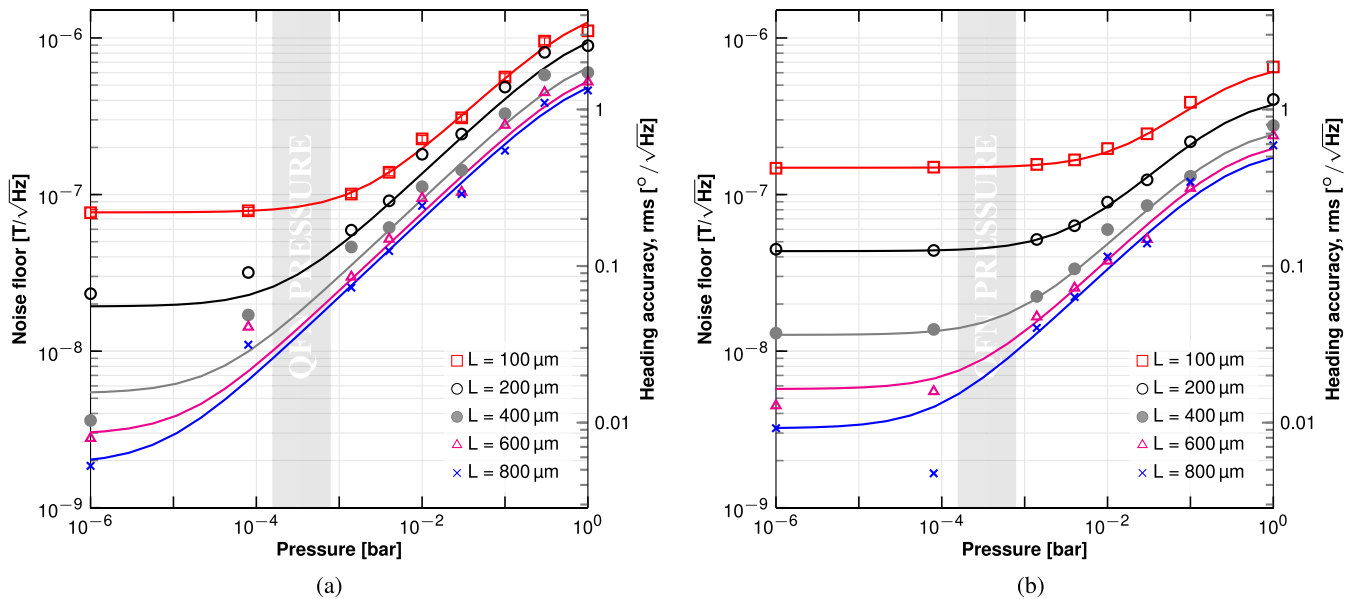 Noise floor [T/√Hz]
10⁻⁶
10⁻⁷
10⁻⁸
10⁻⁹
QFN PRESSURE
1
0.1
0.01
Heading accuracy, rms [°/√Hz]
L = 100 µm
L = 200 µm
L = 400 µm
L = 600 µm
L = 800 µm
10⁻⁶ 10⁻⁴ 10⁻² 10⁰
Pressure [bar]
(a)
Noise floor [T/√Hz]
10⁻⁶
10⁻⁷
10⁻⁸
10⁻⁹
QFN PRESSURE
1
0.1
0.01
Heading accuracy, rms [°/√Hz]
L = 100 µm
L = 200 µm
L = 400 µm
L = 600 µm
L = 800 µm
10⁻⁶ 10⁻⁴ 10⁻² 10⁰
Pressure [bar]
(b)